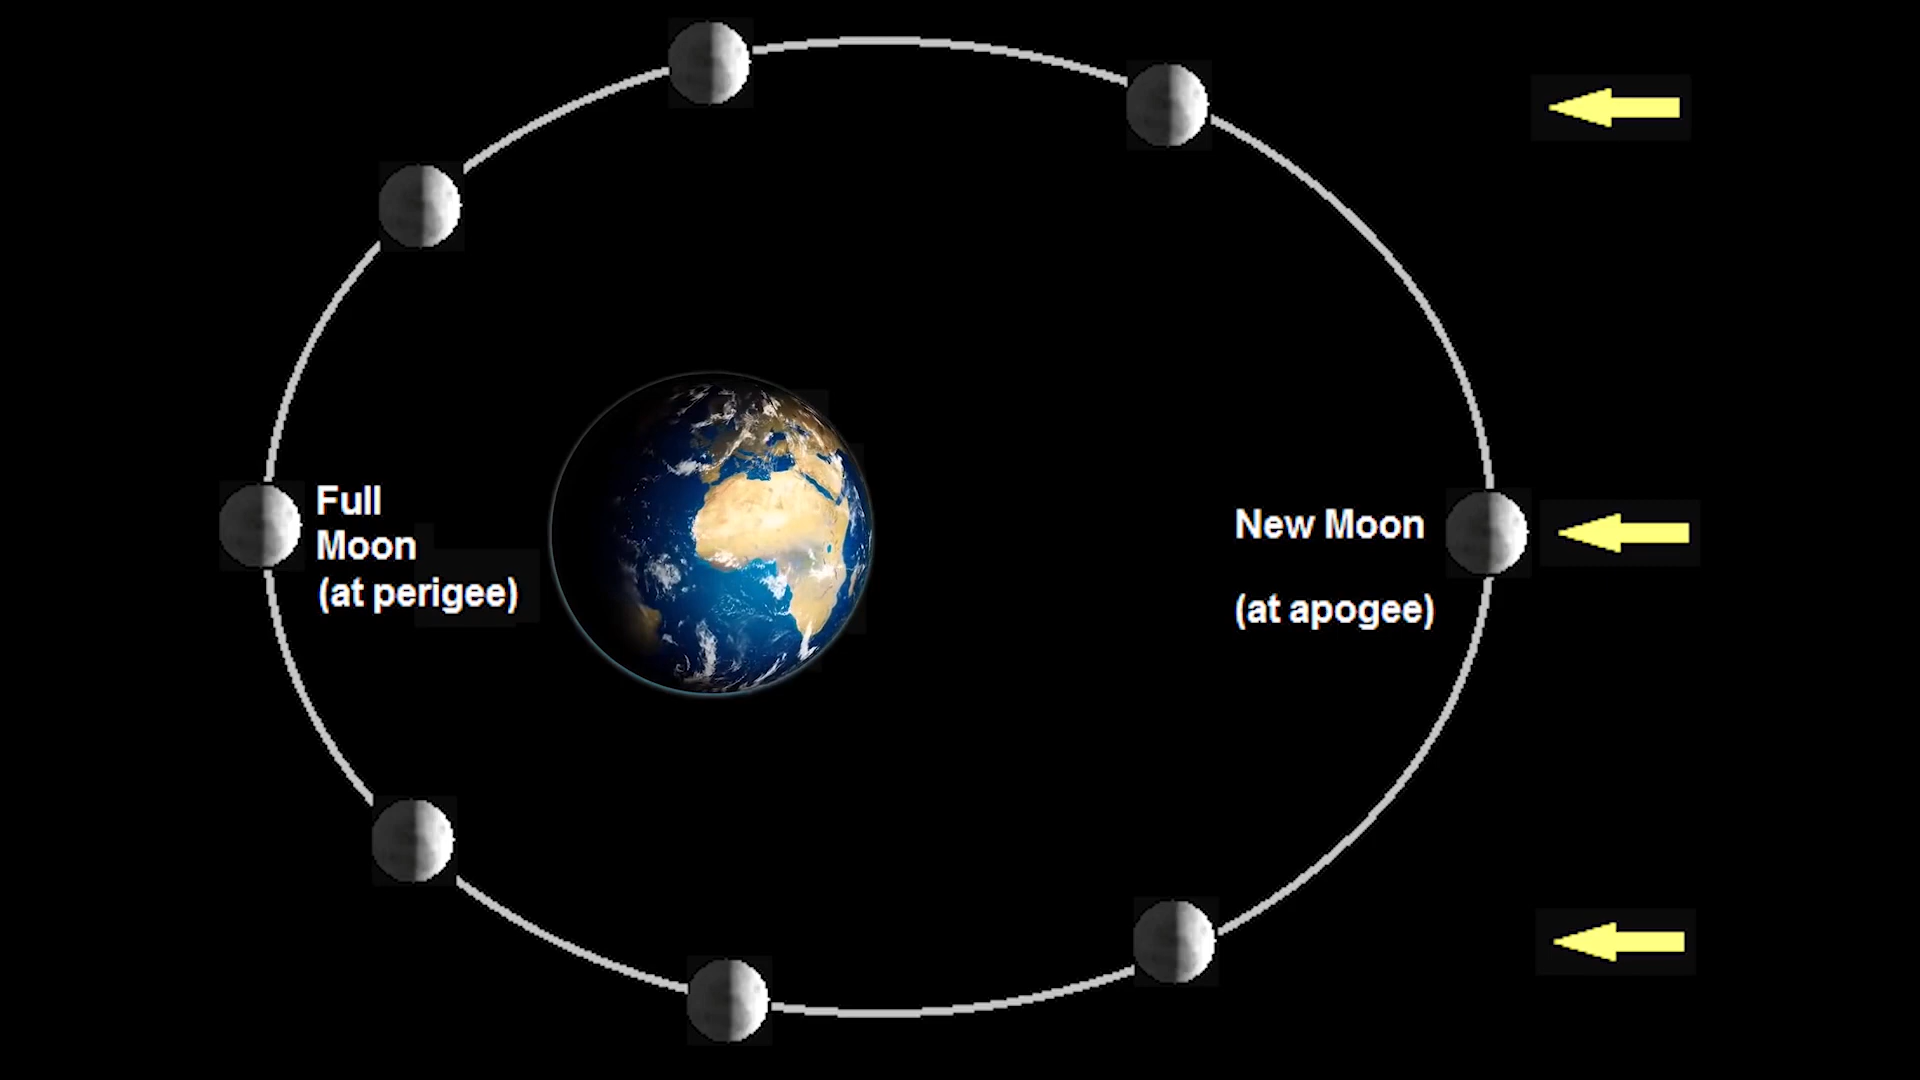 Full
Moon
(at perigee)
New Moon
(at apogee)